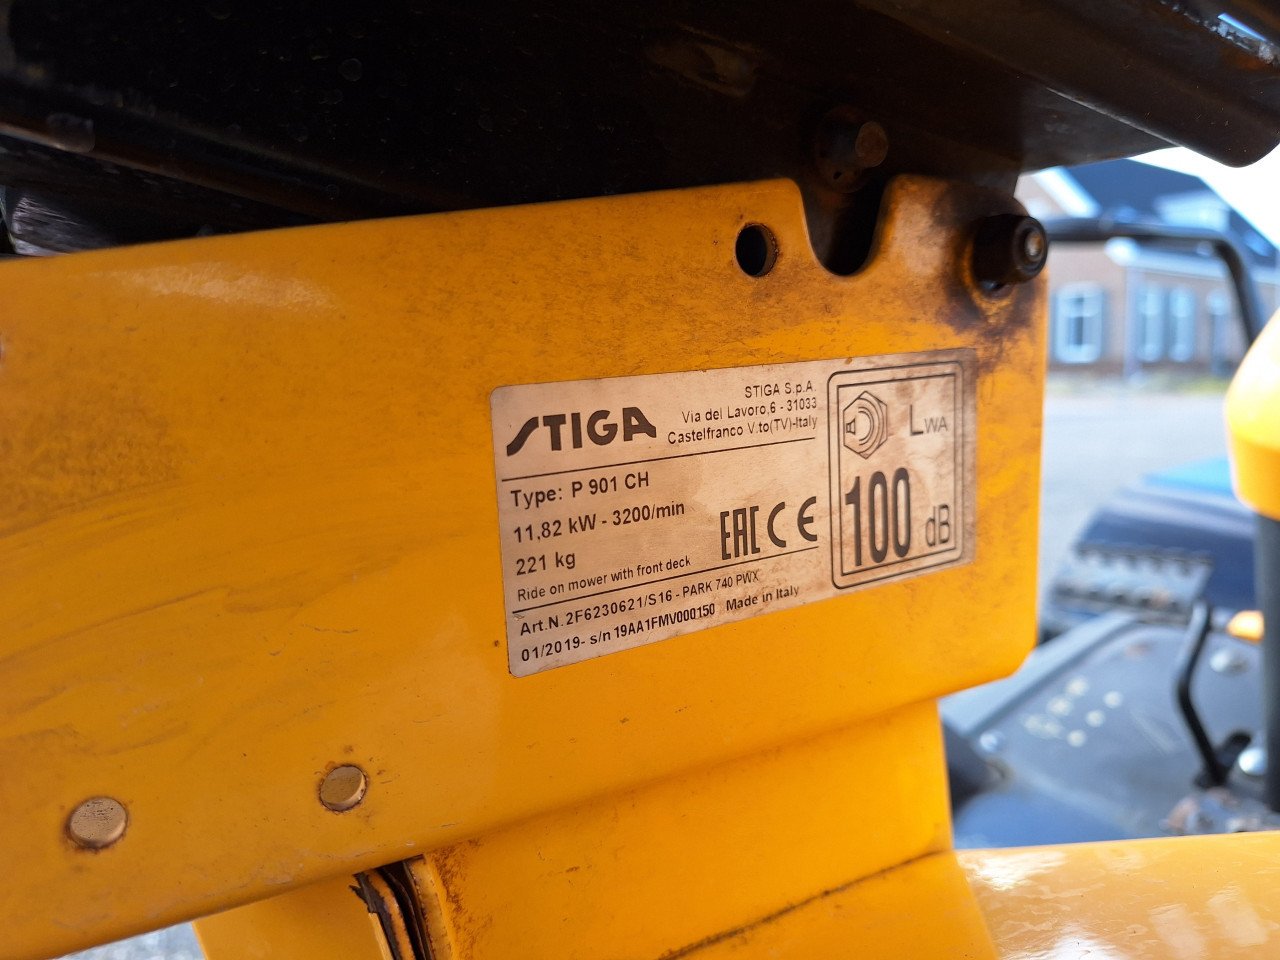 STIGA
STIGA S.p.A.
Via del Lavoro,6 - 31033
Castelfranco V.to(TV)-Italy
Type: P 901 CH
11,82 kW - 3200/min
221 kg
Ride on mower with front deck
EAC CE
Art.N.2F6230621/S16 - PARK 740 PWX
01/2019- s/n 19AA1FMV000150 Made in Italy
LWA
100 dB